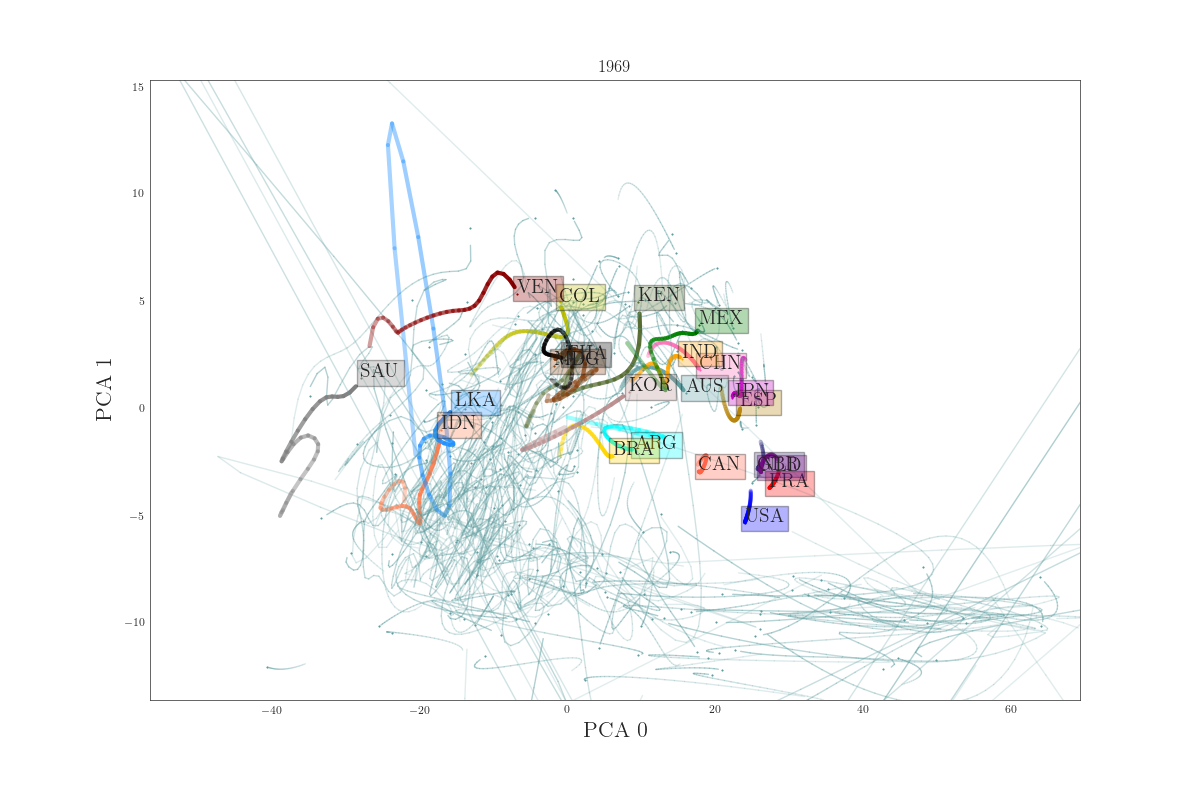 1969
15
10
5
0
−5
−10
PCA 1
VEN
COL
KEN
MEX
IND
CHN
SAU
KOR
AUS
JPN
ESP
LKA
IDN
BRA
ARG
CAN
FRA
USA
−40
−20
0
20
40
60
PCA 0